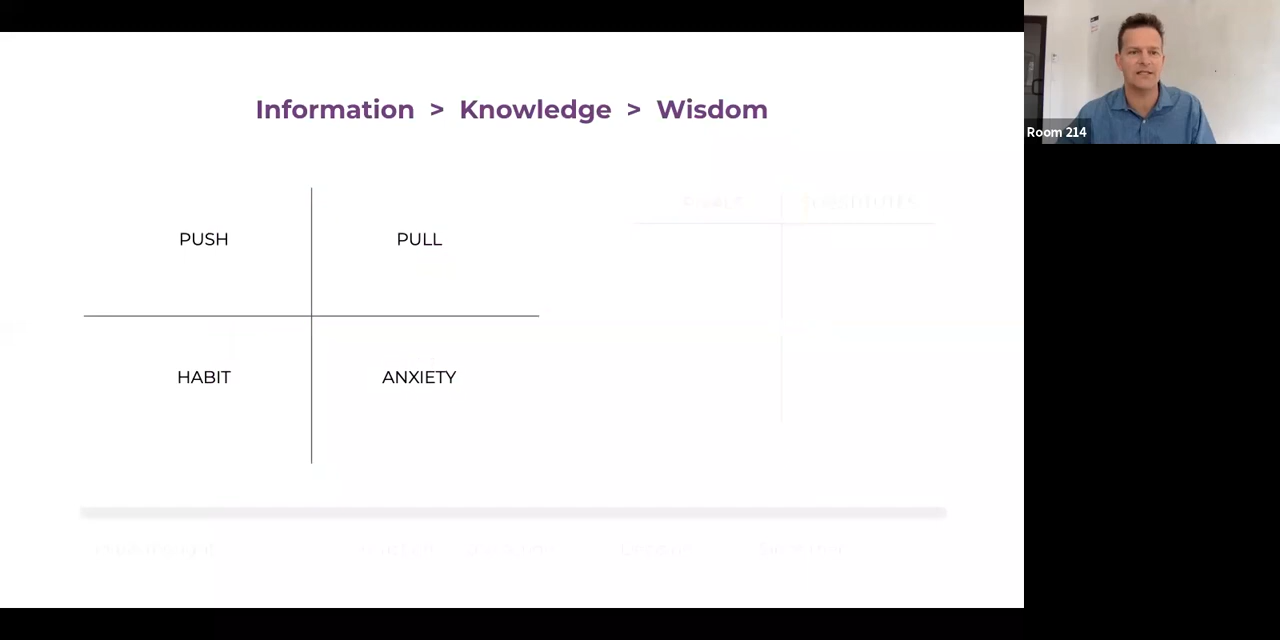 Information > Knowledge > Wisdom
PUSH PULL
HABIT ANXIETY
Room 214